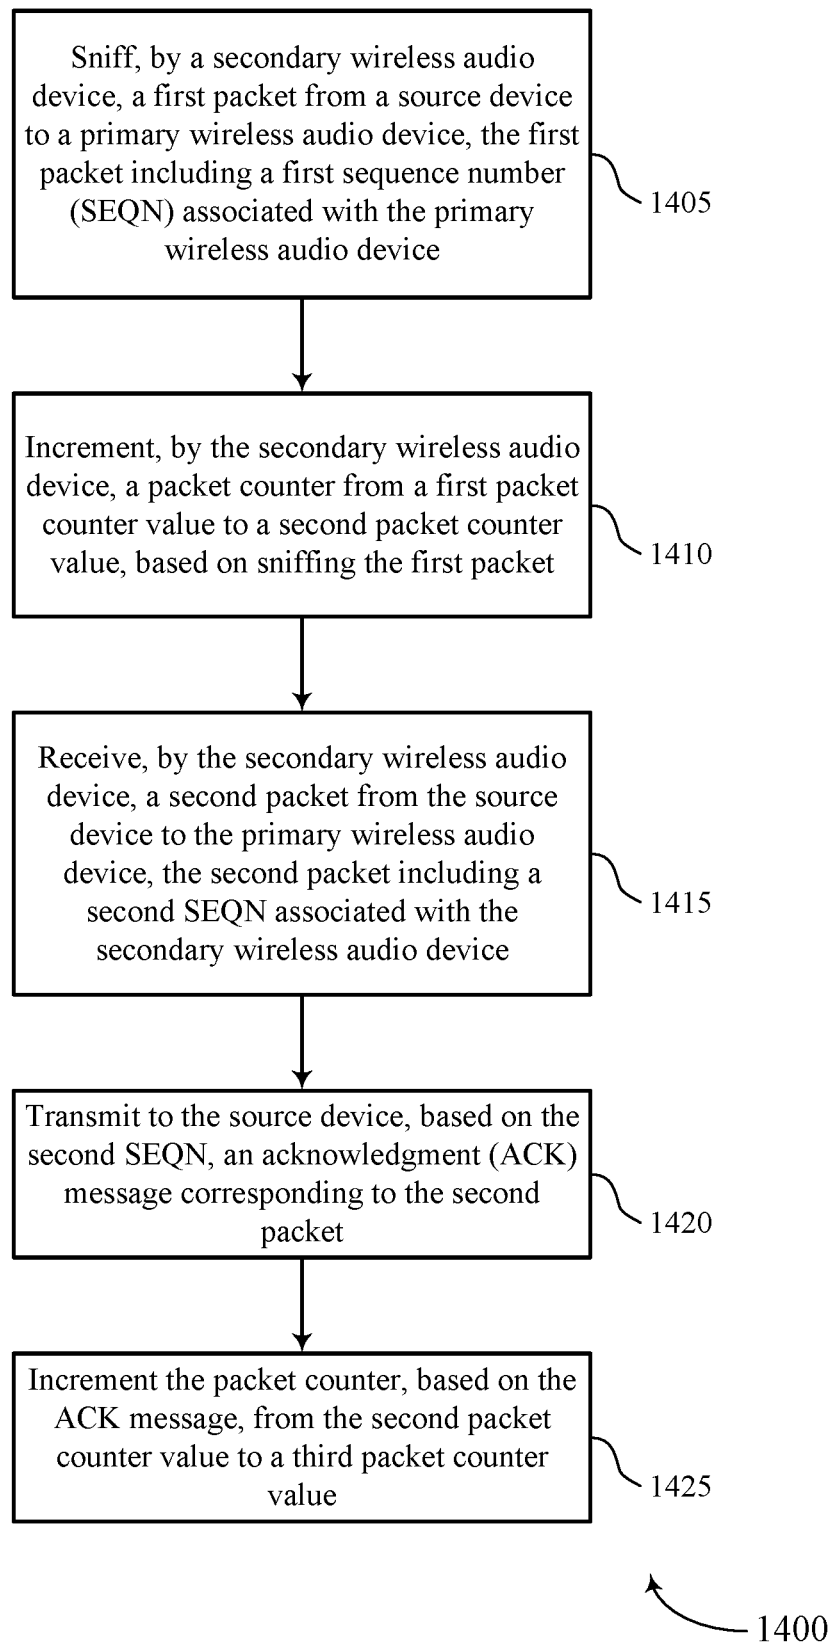 Sniff, by a secondary wireless audio
device, a first packet from a source device
to a primary wireless audio device, the first
packet including a first sequence number
(SEQN) associated with the primary
wireless audio device
1405
Increment, by the secondary wireless audio
device, a packet counter from a first packet
counter value to a second packet counter
value, based on sniffing the first packet
1410
Receive, by the secondary wireless audio
device, a second packet from the source
device to the primary wireless audio
device, the second packet including a
second SEQN associated with the
secondary wireless audio device
1415
Transmit to the source device, based on the
second SEQN, an acknowledgment (ACK)
message corresponding to the second
packet
1420
Increment the packet counter, based on the
ACK message, from the second packet
counter value to a third packet counter
value
1425
1400